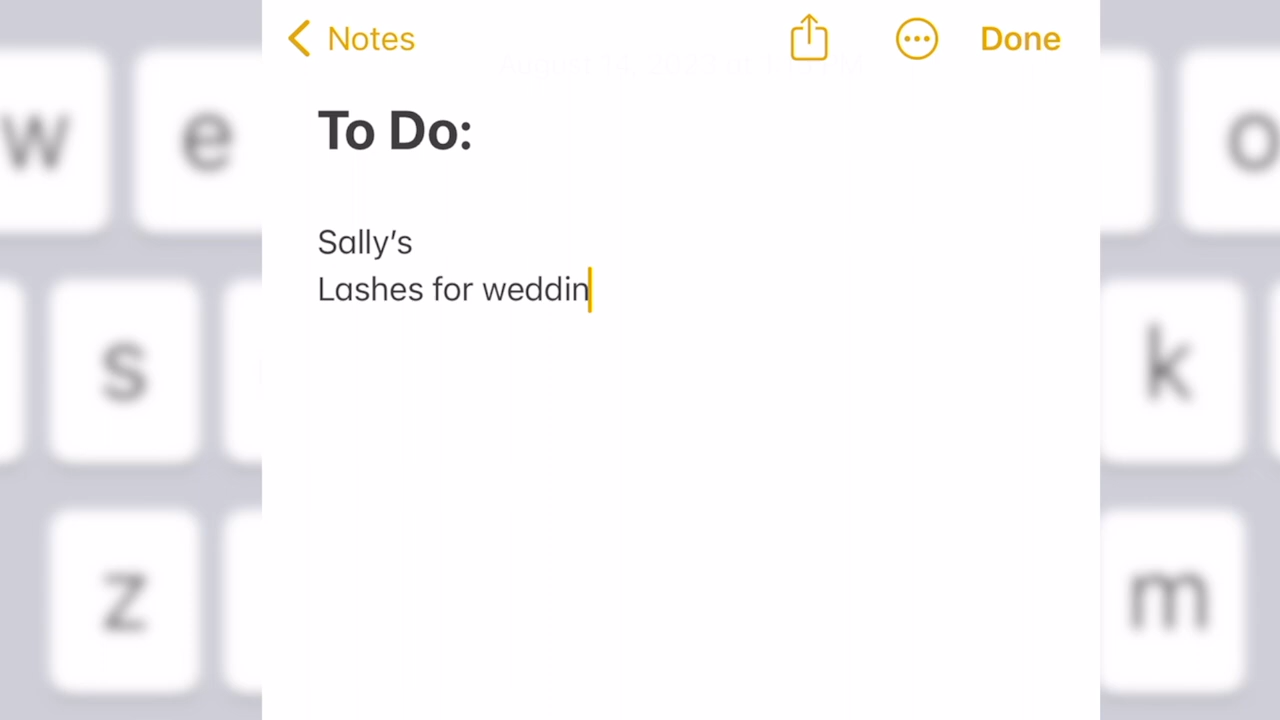 Notes
Done
To Do:
Sally's
Lashes for weddin
w
e
o
s
k
z
m